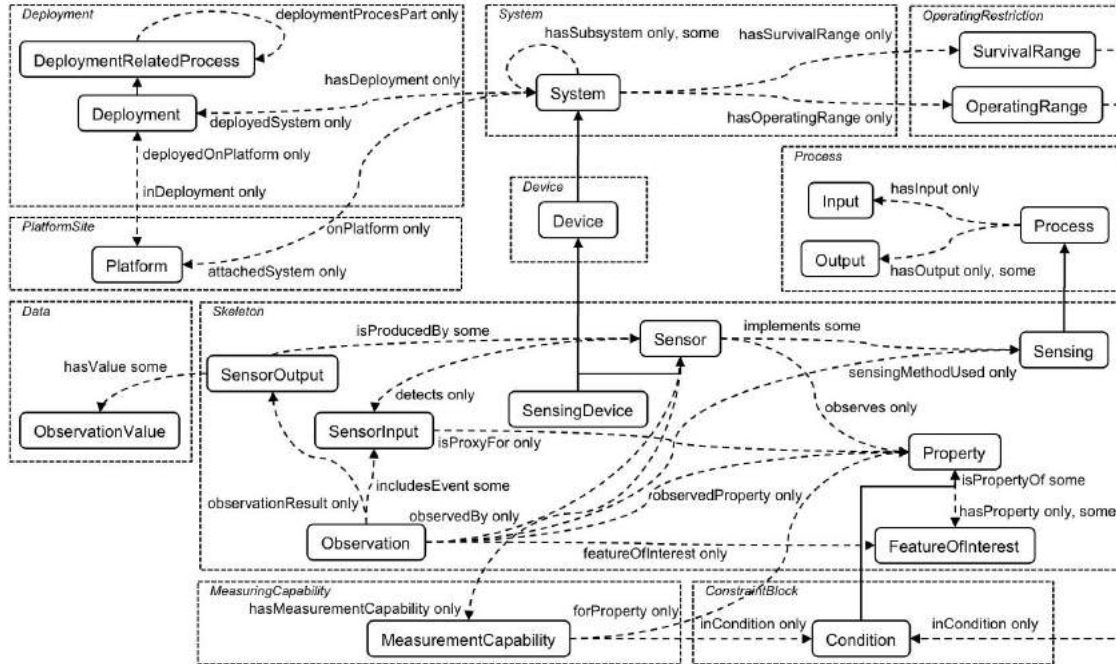 Deployment
deploymentProcesPart only
DeploymentRelatedProcess
Deployment
hasDeployment only
deployedSystem only
deployedOnPlatform only
inDeployment only
System
hasSubsystem only, some
System
hasSurvivalRange only
hasOperatingRange only
OperatingRestriction
SurvivalRange
OperatingRange
Process
hasInput only
Input
Process
Output
hasOutput only, some
Device
Device
PlatformSite
onPlatform only
Platform
attachedSystem only
Data
hasValue some
ObservationValue
Skeleton
isProducedBy some
Sensor
implements some
Sensing
SensorOutput
sensingMethodUsed only
detects only
SensingDevice
observes only
SensorInput
isProxyFor only
Property
includesEvent some
isPropertyOf some
observationResult only
observedBy only
observedProperty only
hasProperty only, some
Observation
featureOfInterest only
FeatureOfInterest
MeasuringCapability
hasMeasurementCapability only
forProperty only
MeasurementCapability
ConstraintBlock
inCondition only
Condition
inCondition only